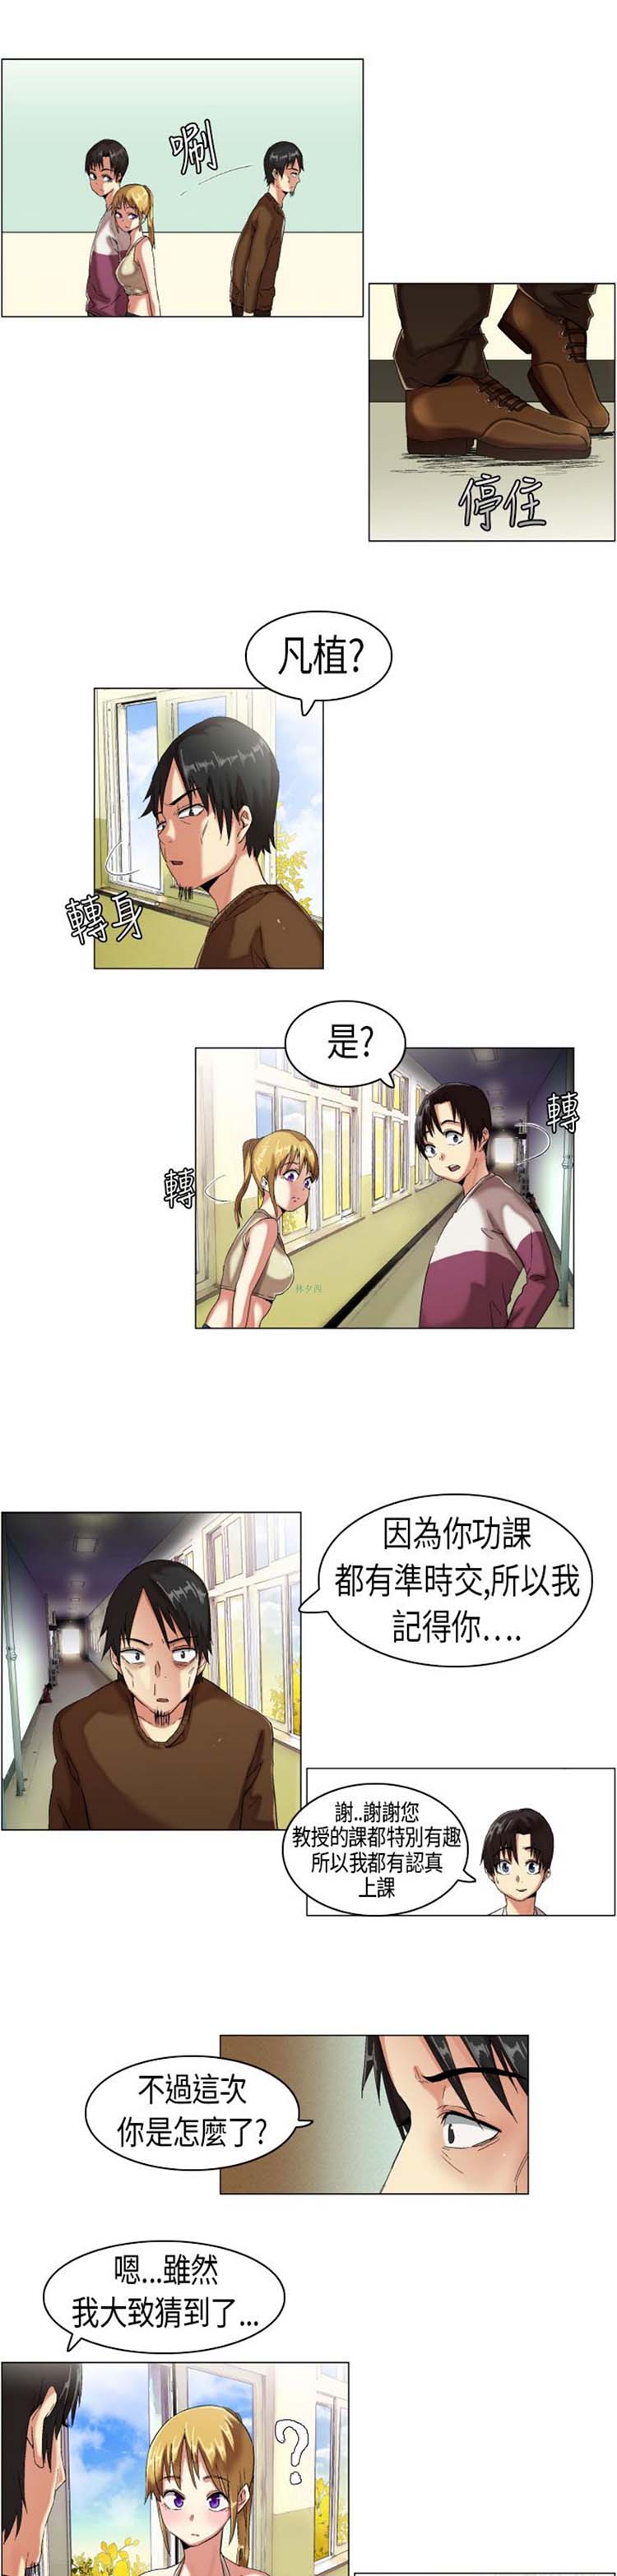 唰
停住
凡植?
轉身
是?
轉
轉
林夕西
因為你功課
都有準時交,所以我
記得你....
謝..謝謝您
教授的課都特別有趣
所以我都有認真
上課
不過這次
你是怎麼了?
嗯...雖然
我大致猜到了...
?